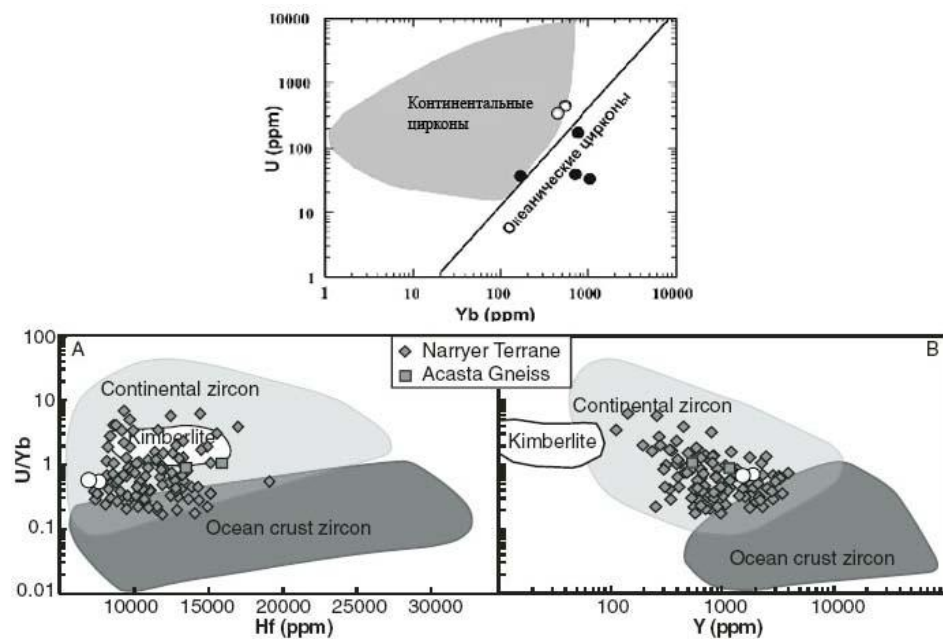 10000
1000
100
10
1
U (ppm)
Континентальные
цирконы
Океанические цирконы
1 10 100 1000 10000
Yb (ppm)
Narryer Terrane
Acasta Gneiss
A
100
10
1
0.1
0.01
U/Yb
Continental zircon
Kimberlite
Ocean crust zircon
10000 15000 20000 25000 30000
Hf (ppm)
B
Continental zircon
Kimberlite
Ocean crust zircon
100 1000 10000
Y (ppm)